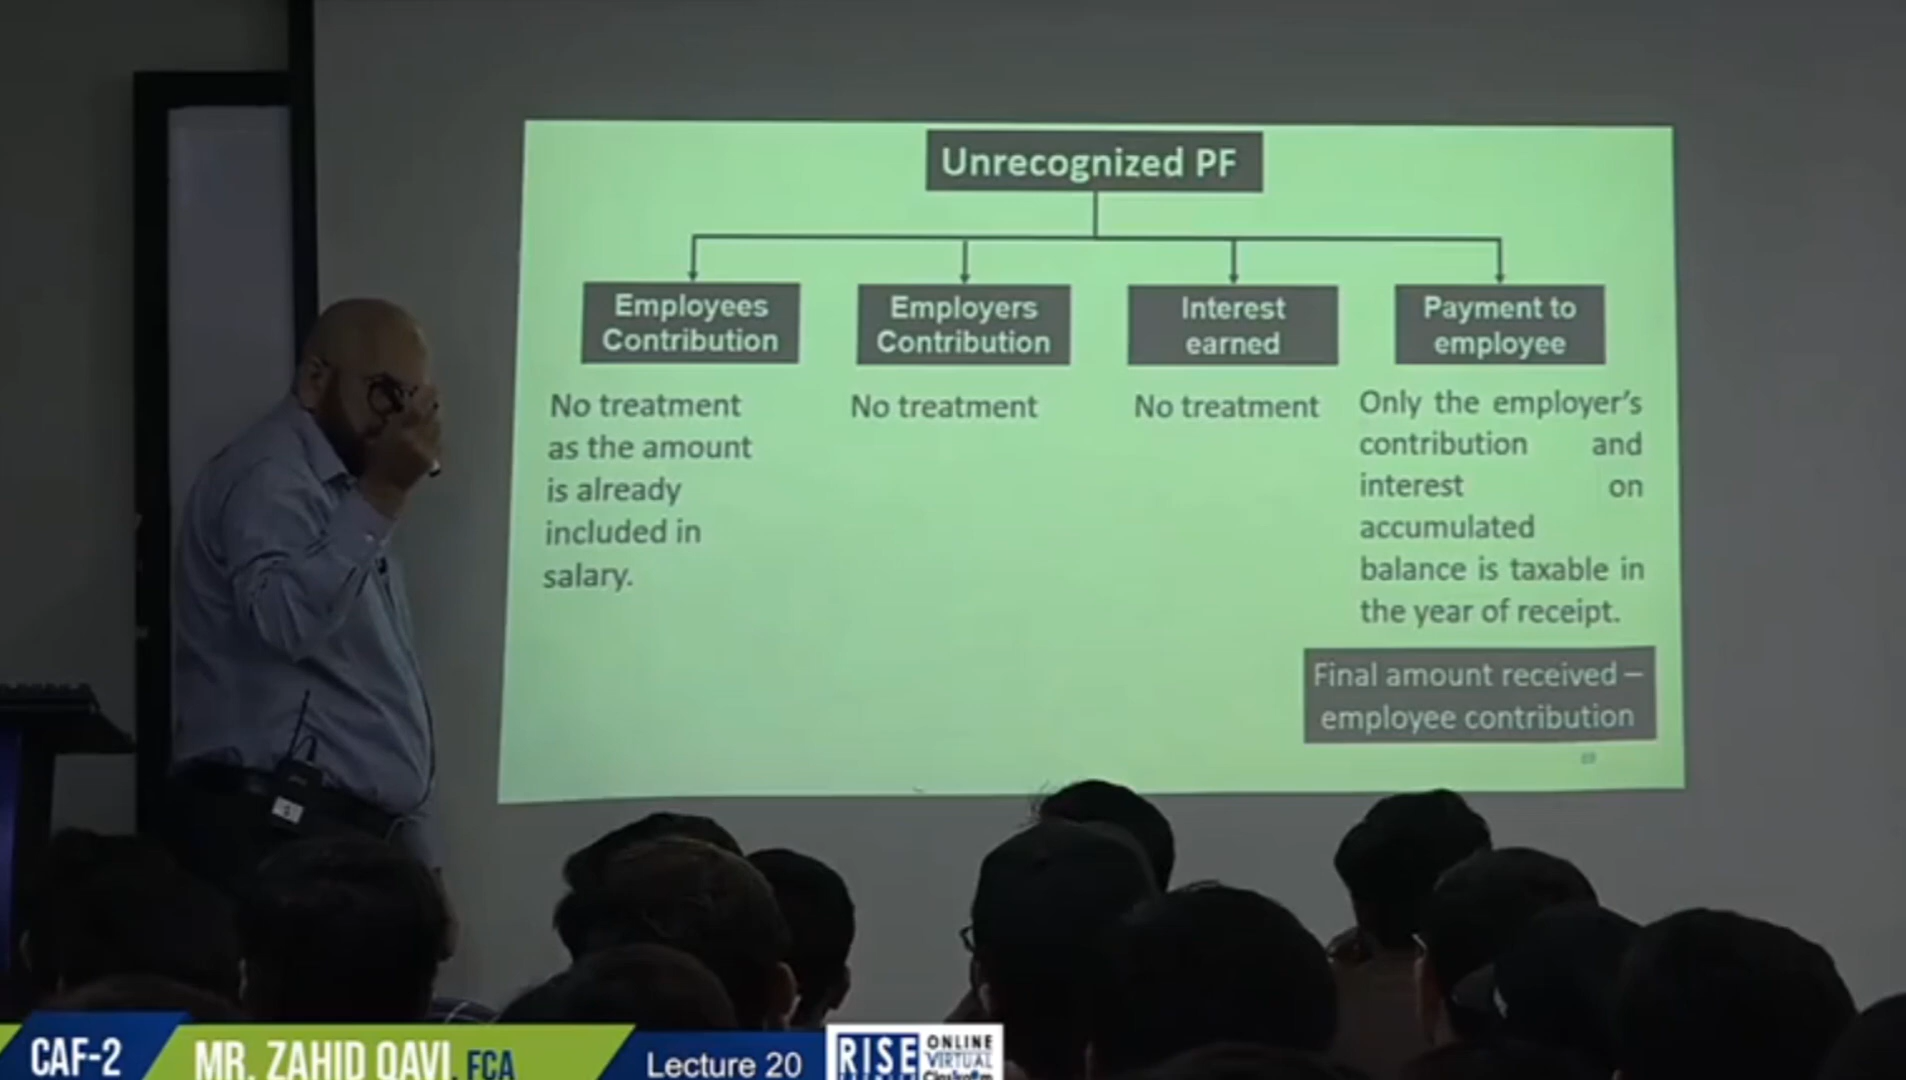 Unrecognized PF
Employees
Contribution
Employers
Contribution
Interest
earned
Payment to
employee
No treatment
as the amount
is already
included in
salary.
No treatment
No treatment
Only the employer's
contribution and
interest on
accumulated
balance is taxable in
the year of receipt.
Final amount received –
employee contribution
CAF-2
MR. ZAHID QAVI, FCA
Lecture 20
RISE
ONLINE
VIRTUAL